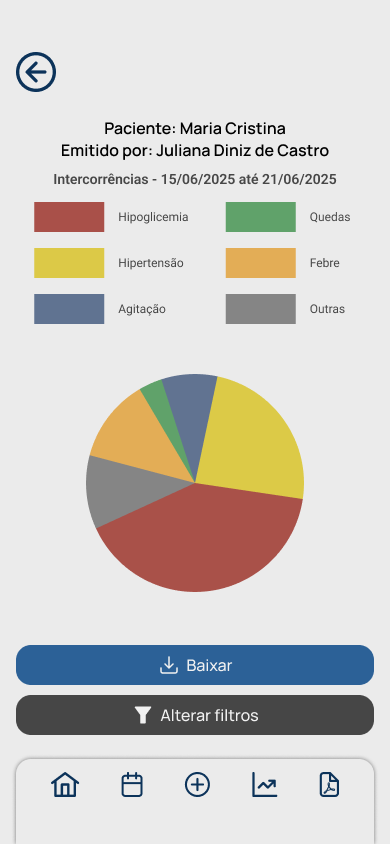 Paciente: Maria Cristina
Emitido por: Juliana Diniz de Castro
Intercorrências - 15/06/2025 até 21/06/2025
Hipoglicemia
Quedas
Hipertensão
Febre
Agitação
Outras
Baixar
Alterar filtros